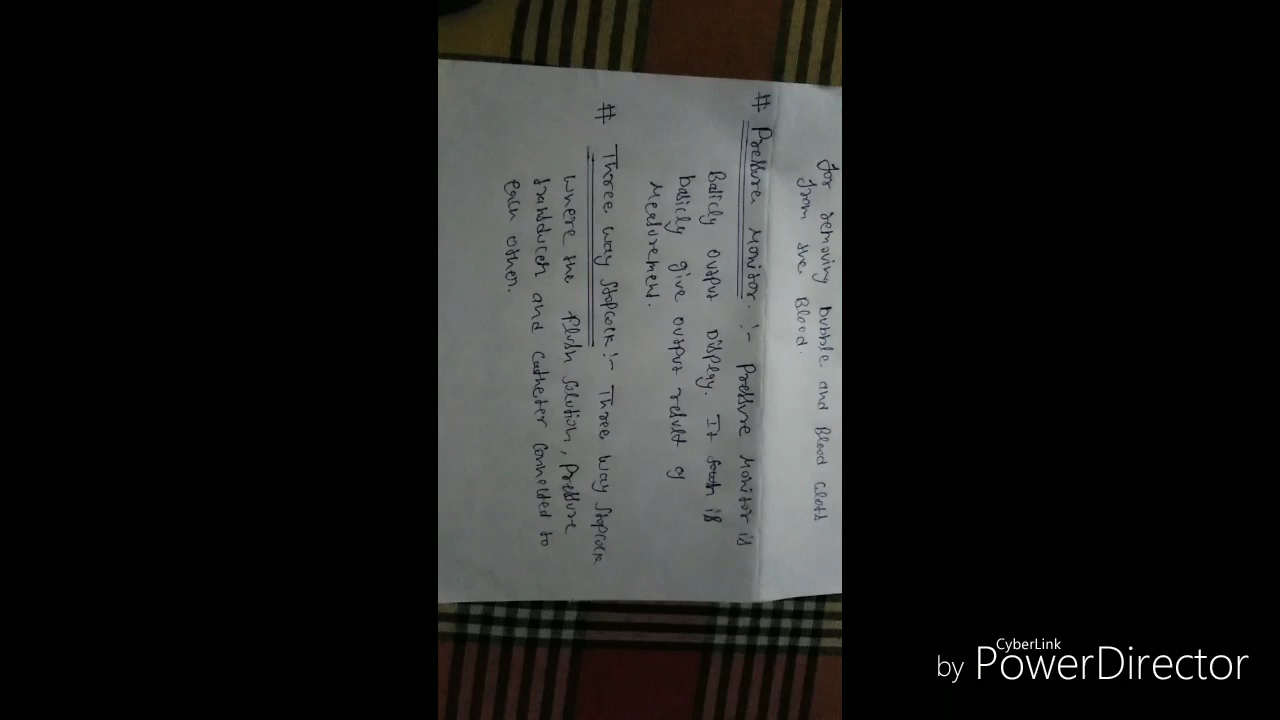 for removing bubble and Blood Clots
from the Blood.
# Pressure Monitor :- Pressure Monitor is
Basicly output Display. It is
basicly give output result of
Measurement.
# Three way Stopcock :- Three way Stopcock
where the flush Solution, Pressure
transducer and catheter connected to
each other.
CyberLink
by PowerDirector